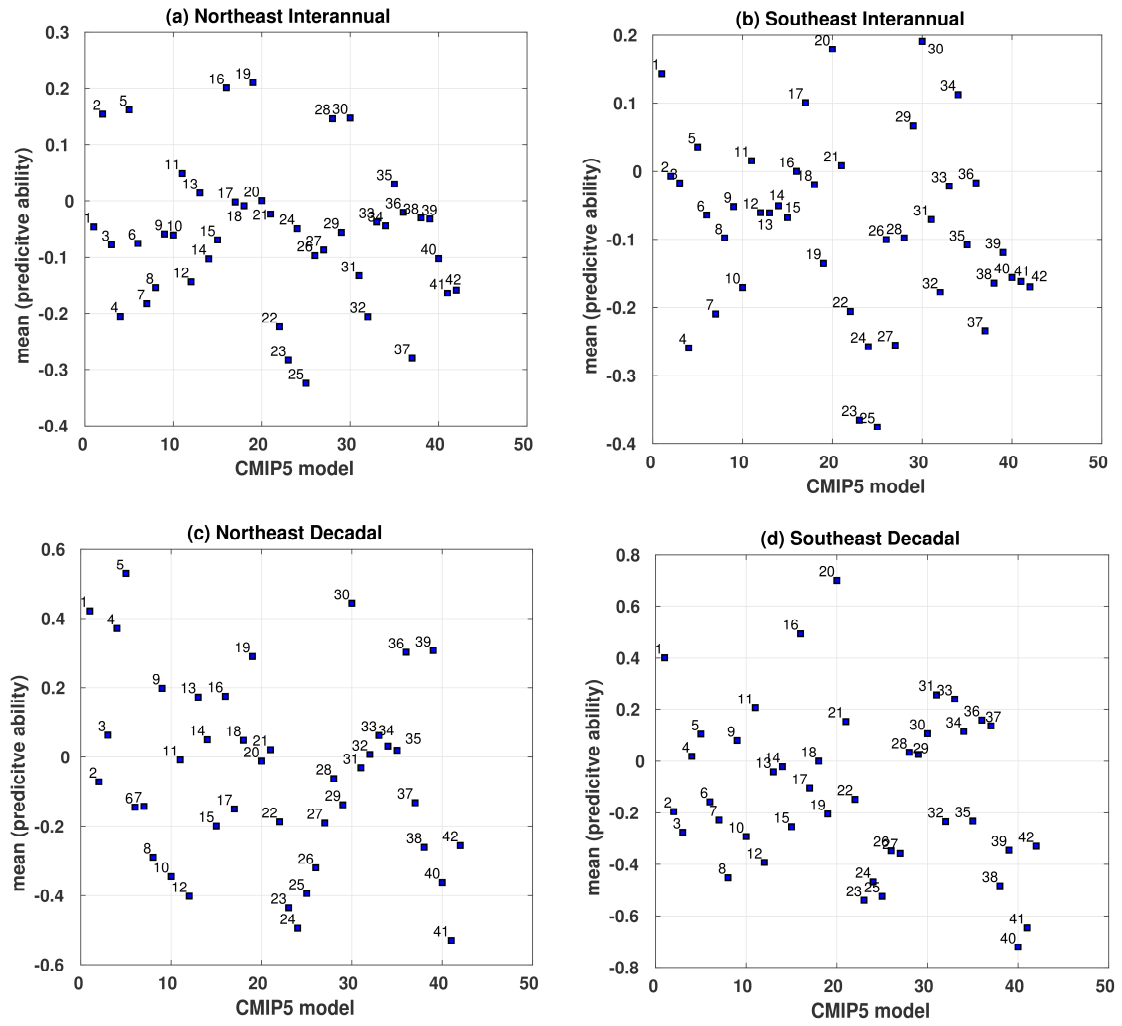 (a) Northeast Interannual
mean (predicitve ability)
0.3
0.2
0.1
0
-0.1
-0.2
-0.3
-0.4
1 2 3 4 5 6 7 8 9 10 11 12 13 14 15 16 17 18 19 20 21 22 23 24 25 26 27 28 29 30 31 32 33 34 35 36 37 38 39 40 41 42
0 10 20 30 40 50
CMIP5 model
(b) Southeast Interannual
mean (predicitve ability)
0.2
0.1
0
-0.1
-0.2
-0.3
-0.4
1 2 3 4 5 6 7 8 9 10 11 12 13 14 15 16 17 18 19 20 21 22 23 24 25 26 27 28 29 30 31 32 33 34 35 36 37 38 39 40 41 42
0 10 20 30 40 50
CMIP5 model
(c) Northeast Decadal
mean (predicitve ability)
0.6
0.4
0.2
0
-0.2
-0.4
-0.6
1 2 3 4 5 6 7 8 9 10 11 12 13 14 15 16 17 18 19 20 21 22 23 24 25 26 27 28 29 30 31 32 33 34 35 36 37 38 39 40 41 42
0 10 20 30 40 50
CMIP5 model
(d) Southeast Decadal
mean (predicitve ability)
0.8
0.6
0.4
0.2
0
-0.2
-0.4
-0.6
-0.8
1 2 3 4 5 6 7 8 9 10 11 12 13 14 15 16 17 18 19 20 21 22 23 24 25 26 27 28 29 30 31 32 33 34 35 36 37 38 39 40 41 42
0 10 20 30 40 50
CMIP5 model